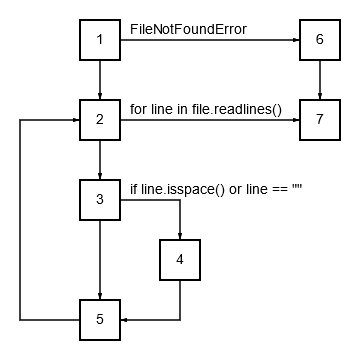 1
FileNotFoundError
6
2
for line in file.readlines()
7
3
if line.isspace() or line == ""
4
5